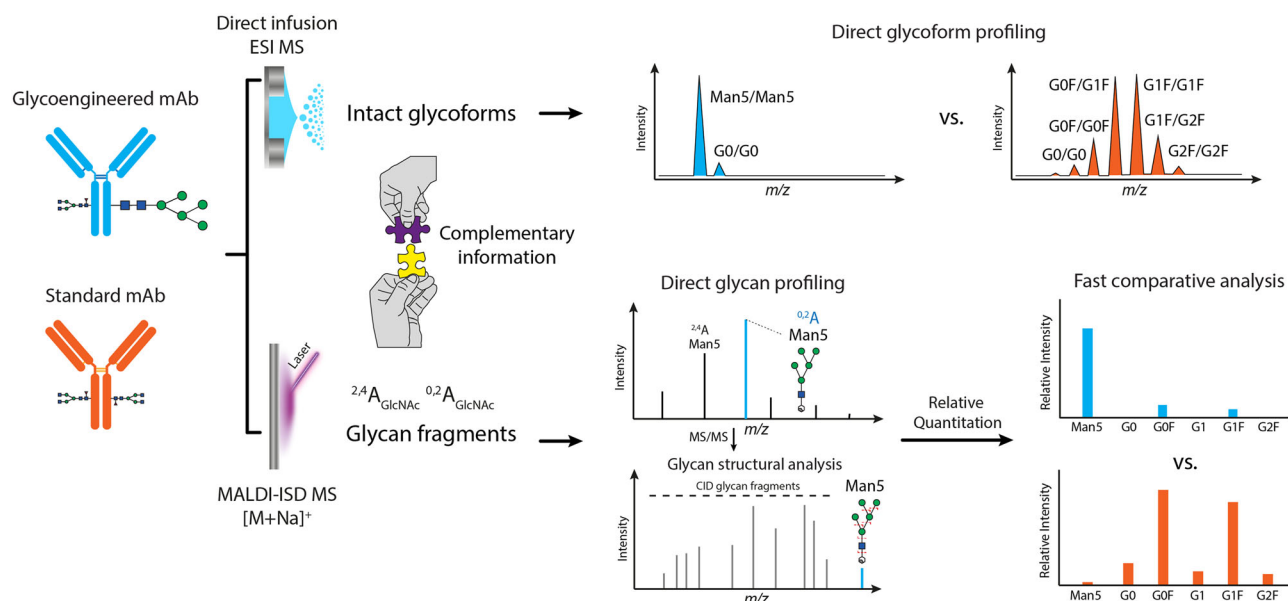 Direct infusion
ESI MS
Glycoengineered mAb
Standard mAb
Laser
MALDI-ISD MS
[M+Na]⁺
Intact glycoforms
Complementary
information
²,⁴A_GlcNAc ⁰,²A_GlcNAc
Glycan fragments
Direct glycoform profiling
Intensity
Man5/Man5
G0/G0
m/z
vs.
Intensity
G0F/G1F
G1F/G1F
G0F/G0F
G1F/G2F
G0/G0
G2F/G2F
m/z
Direct glycan profiling
Intensity
²,⁴A
Man5
⁰,²A
Man5
MS/MS
m/z
Glycan structural analysis
CID glycan fragments
Man5
Intensity
m/z
Relative
Quantitation
Fast comparative analysis
Relative Intensity
Man5 G0 G0F G1 G1F G2F
vs.
Relative Intensity
Man5 G0 G0F G1 G1F G2F